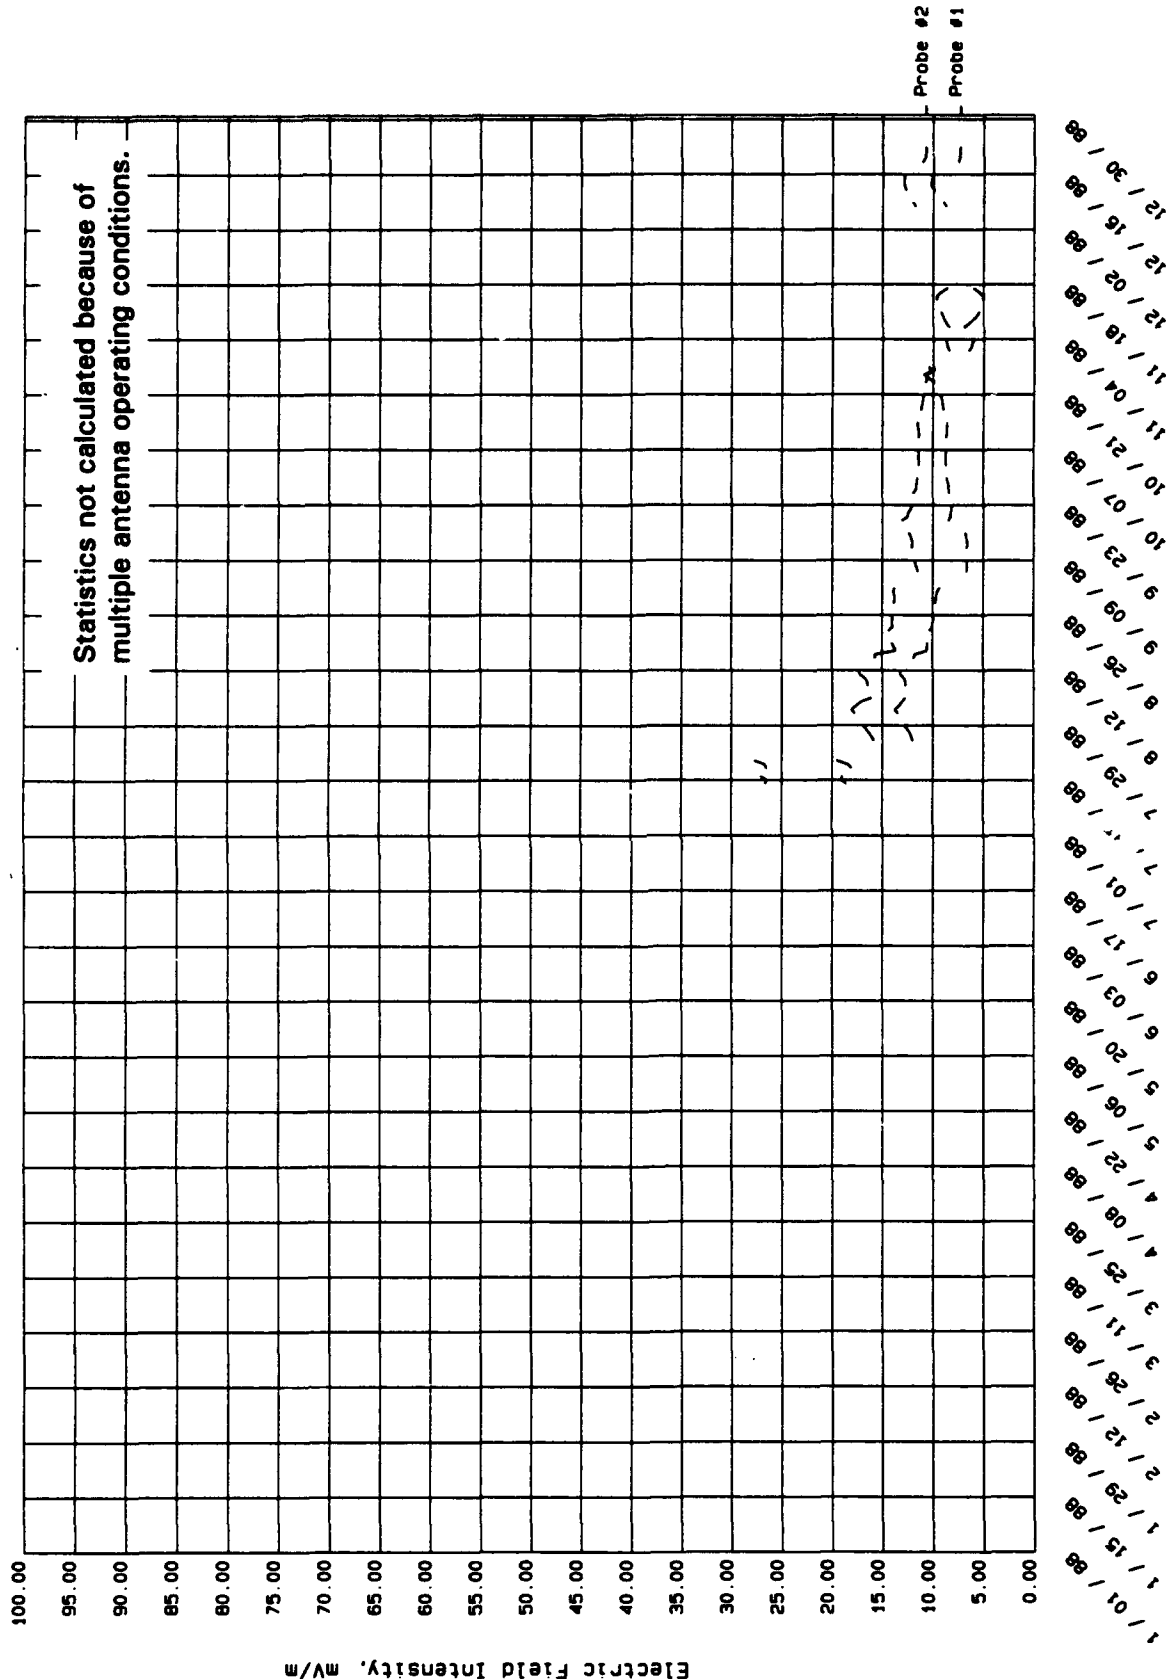 Statistics not calculated because of
multiple antenna operating conditions.
Electric Field Intensity, mV/m
100.00
95.00
90.00
85.00
80.00
75.00
70.00
65.00
60.00
55.00
50.00
45.00
40.00
35.00
30.00
25.00
20.00
15.00
10.00
5.00
0.00
Probe #2
Probe #1
1 / 01 / 88
1 / 15 / 88
1 / 29 / 88
2 / 12 / 88
2 / 26 / 88
3 / 11 / 88
3 / 25 / 88
4 / 08 / 88
4 / 22 / 88
5 / 06 / 88
5 / 20 / 88
6 / 03 / 88
6 / 17 / 88
7 / 01 / 88
7 / / 88
7 / 29 / 88
8 / 12 / 88
8 / 26 / 88
9 / 09 / 88
9 / 23 / 88
10 / 07 / 88
10 / 21 / 88
11 / 04 / 88
11 / 18 / 88
12 / 02 / 88
12 / 16 / 88
12 / 30 / 88